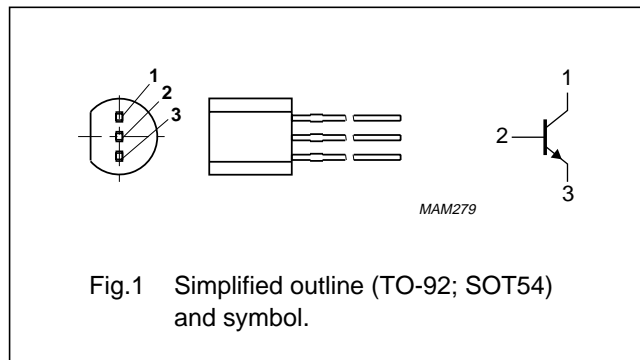 1
2
3
1
2
3
MAM279
Fig.1 Simplified outline (TO-92; SOT54)
and symbol.